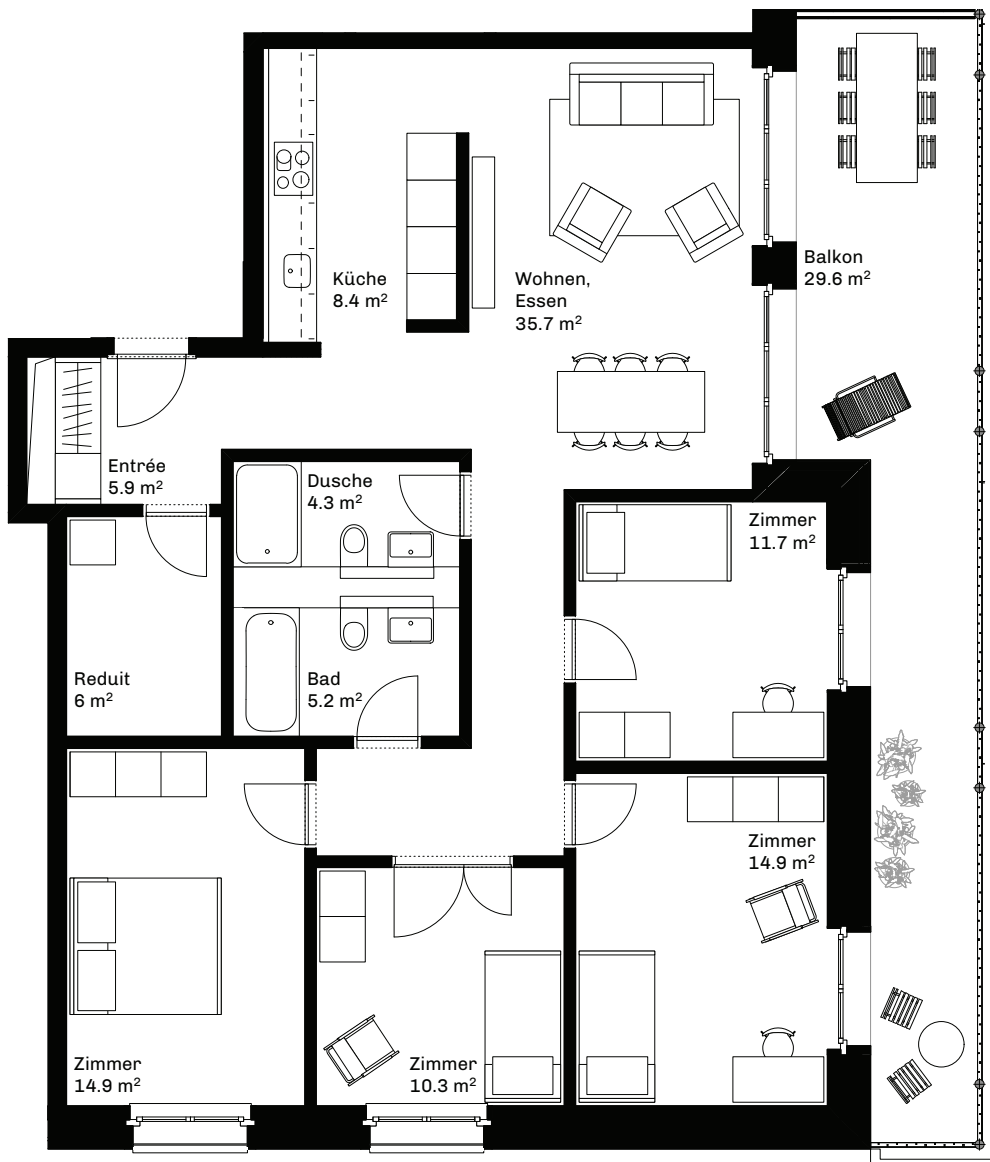 Küche
8.4 m²
Wohnen,
Essen
35.7 m²
Balkon
29.6 m²
Entrée
5.9 m²
Dusche
4.3 m²
Zimmer
11.7 m²
Reduit
6 m²
Bad
5.2 m²
Zimmer
14.9 m²
Zimmer
14.9 m²
Zimmer
10.3 m²